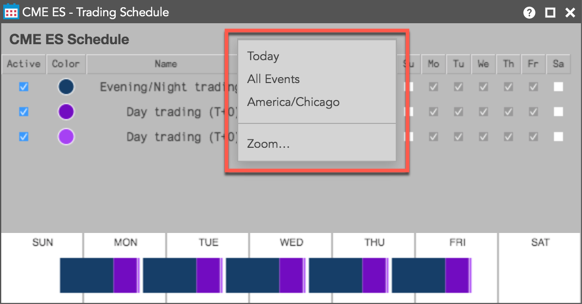 CME ES - Trading Schedule
CME ES Schedule
Active Color Name Su Mo Tu We Th Fr Sa
Evening/Night trading
Day trading (T+0)
Day trading (T+0)
Today
All Events
America/Chicago
Zoom...
SUN MON TUE WED THU FRI SAT